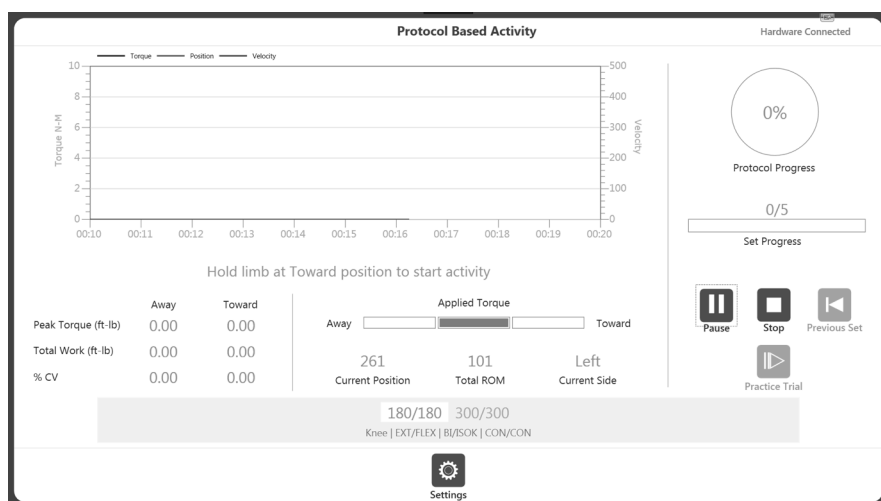 Protocol Based Activity
Hardware Connected
Torque Position Velocity
10
8
6
4
2
0
Torque N-M
500
400
300
200
100
0
Velocity
00:10 00:11 00:12 00:13 00:14 00:15 00:16 00:17 00:18 00:19 00:20
0%
Protocol Progress
0/5
Set Progress
Hold limb at Toward position to start activity
Away Toward
Peak Torque (ft-lb) 0.00 0.00
Total Work (ft-lb) 0.00 0.00
% CV 0.00 0.00
Applied Torque
Away Toward
261 101 Left
Current Position Total ROM Current Side
Pause Stop Previous Set
Practice Trial
180/180 300/300
Knee | EXT/FLEX | BI/ISOK | CON/CON
Settings